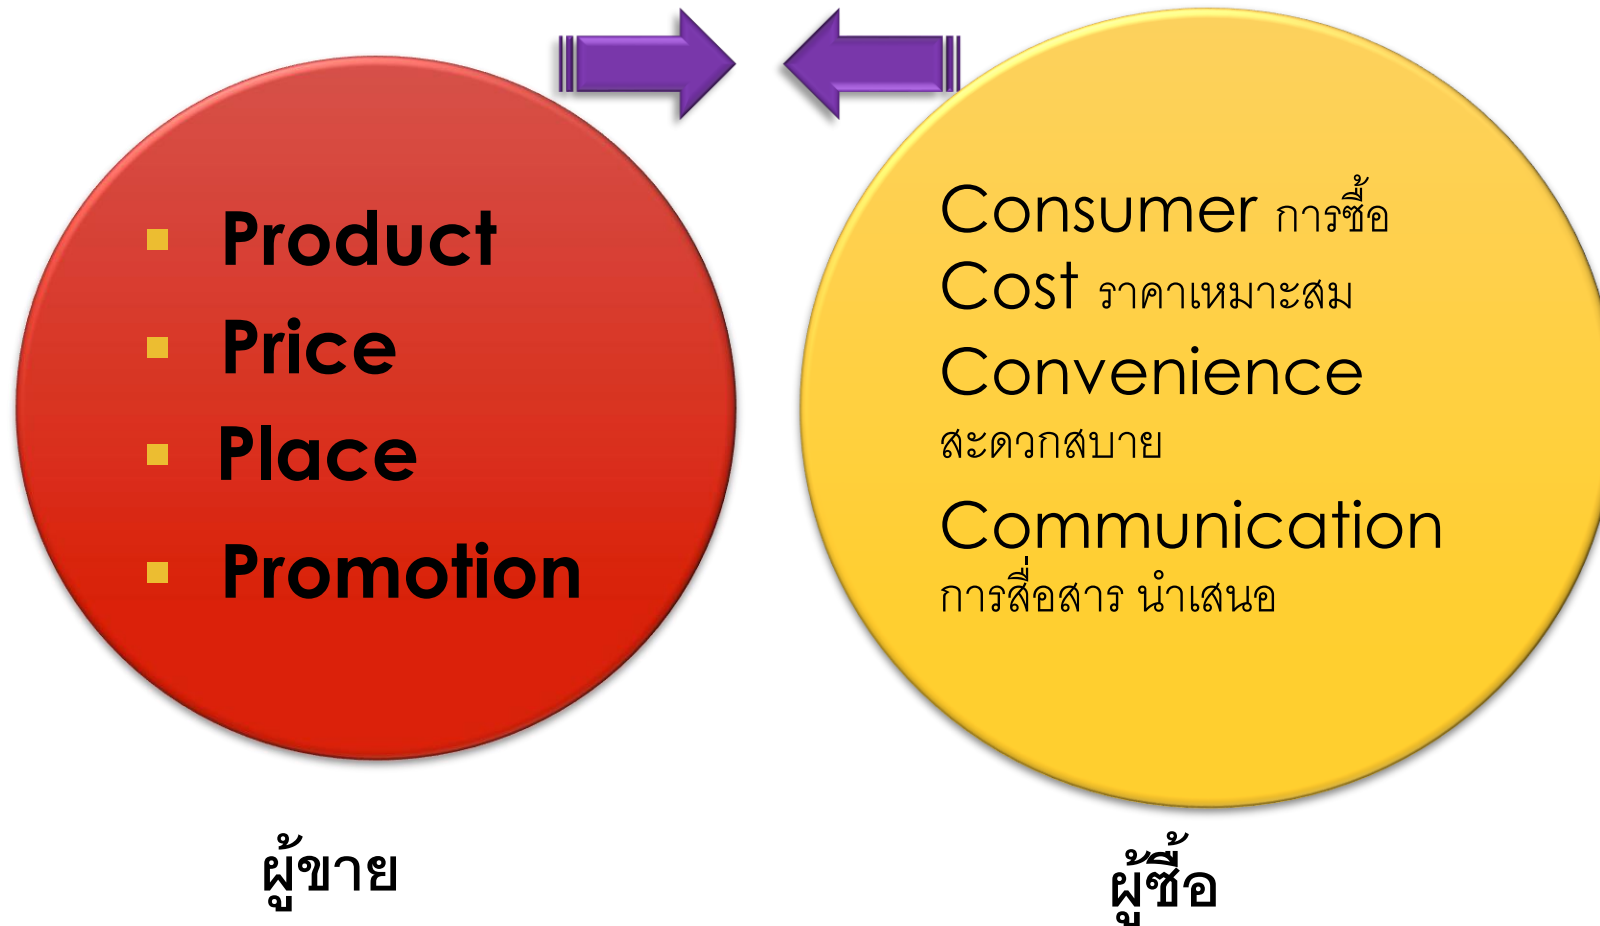 Product
Price
Place
Promotion
ผู้ขาย
Consumer การซื้อ
Cost ราคาเหมาะสม
Convenience
สะดวกสบาย
Communication
การสื่อสาร นำเสนอ
ผู้ซื้อ